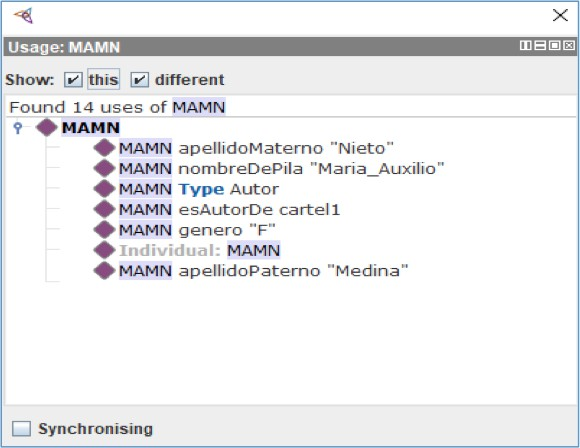 Usage: MAMN
Show: this different
Found 14 uses of MAMN
MAMN
MAMN apellidoMaterno "Nieto"
MAMN nombreDePila "Maria_Auxilio"
MAMN Type Autor
MAMN esAutorDe cartel1
MAMN genero "F"
Individual: MAMN
MAMN apellidoPaterno "Medina"
Synchronising